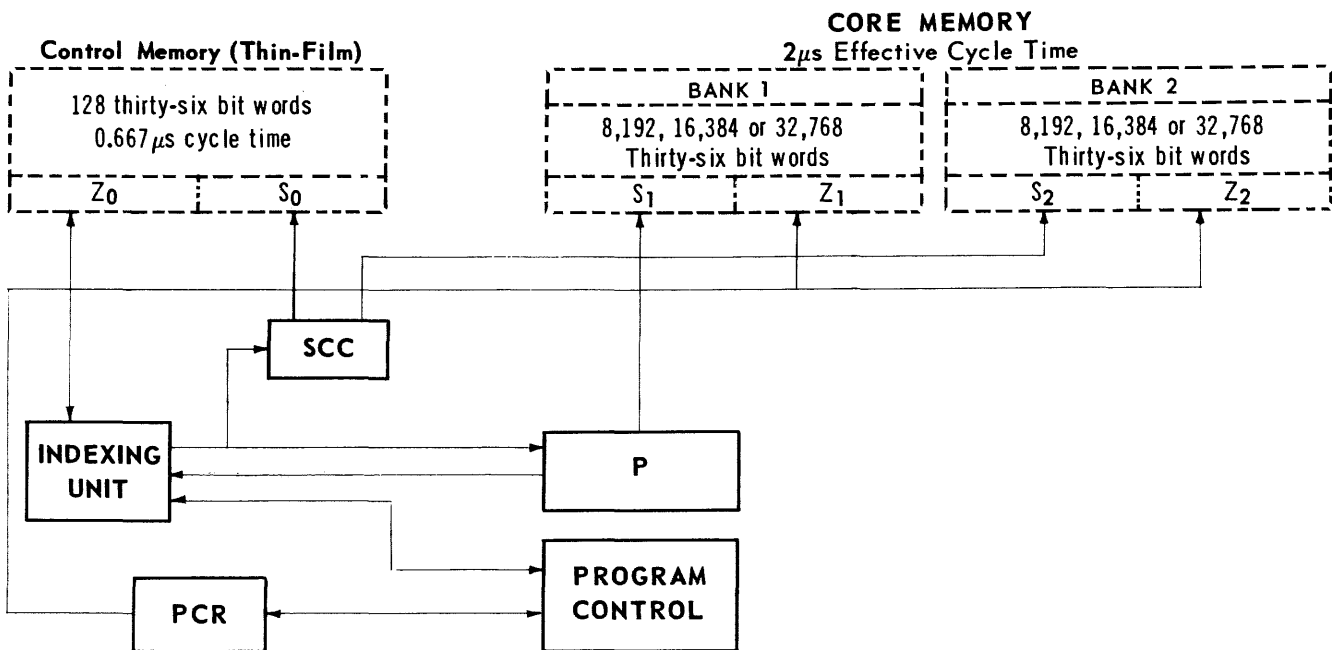 CORE MEMORY
2μs Effective Cycle Time
Control Memory (Thin-Film)
128 thirty-six bit words
0.667μs cycle time
Z0
S0
BANK 1
8,192, 16,384 or 32,768
Thirty-six bit words
S1
Z1
BANK 2
8,192, 16,384 or 32,768
Thirty-six bit words
S2
Z2
SCC
INDEXING
UNIT
P
PROGRAM
CONTROL
PCR